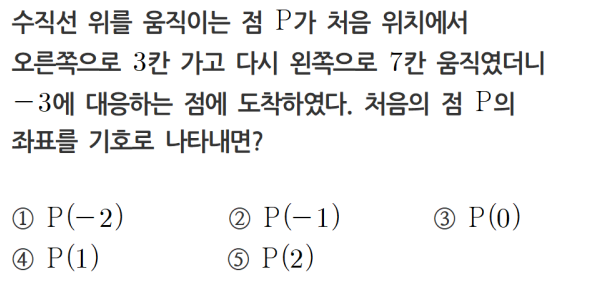 수직선 위를 움직이는 점 P가 처음 위치에서
오른쪽으로 3칸 가고 다시 왼쪽으로 7칸 움직였더니
－3에 대응하는 점에 도착하였다. 처음의 점 P의
좌표를 기호로 나타내면?
① P(－2) ② P(－1) ③ P(0)
④ P(1) ⑤ P(2)